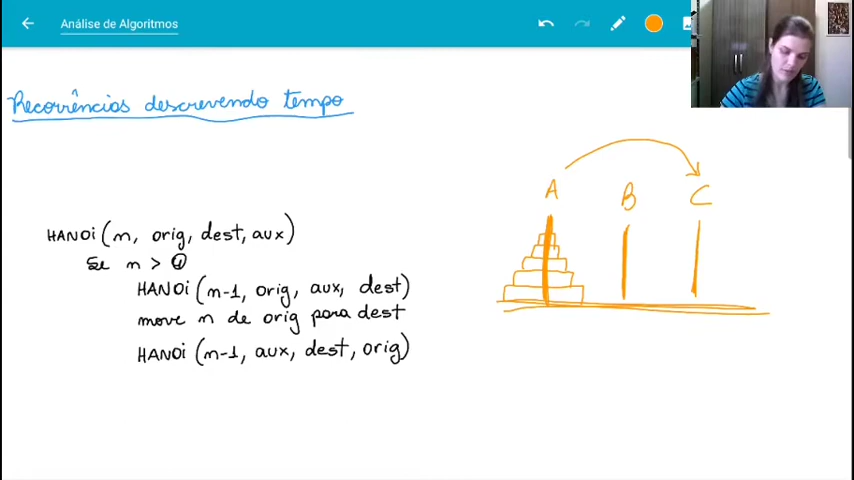 Análise de Algoritmos
Recorrências descrevendo tempo
HANOi (n, orig, dest, aux)
Se n > 0
HANOi (n-1, orig, aux, dest)
move n de orig para dest
HANOi (n-1, aux, dest, orig)
A B C